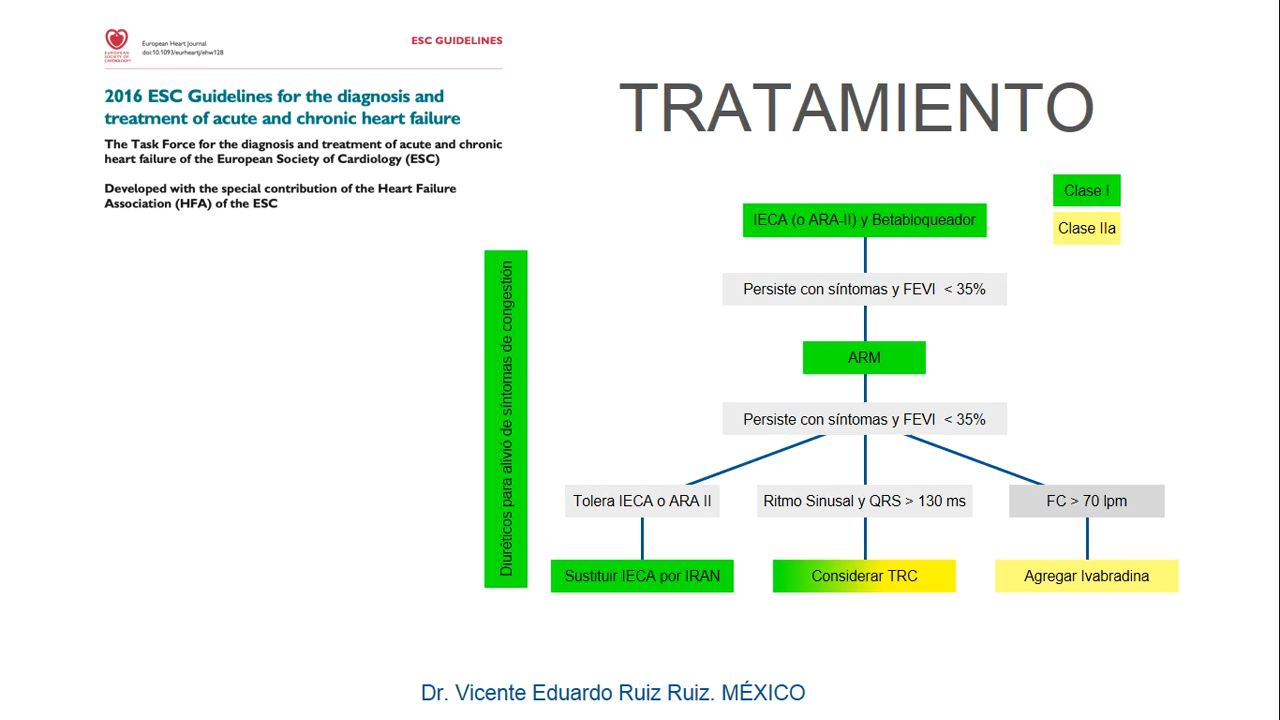 EUROPEAN
SOCIETY OF
CARDIOLOGY®
European Heart Journal
doi:10.1093/eurheartj/ehw128
ESC GUIDELINES
2016 ESC Guidelines for the diagnosis and
treatment of acute and chronic heart failure
The Task Force for the diagnosis and treatment of acute and chronic
heart failure of the European Society of Cardiology (ESC)
Developed with the special contribution of the Heart Failure
Association (HFA) of the ESC
TRATAMIENTO
Clase I
Clase IIa
IECA (o ARA-II) y Betabloqueador
Persiste con síntomas y FEVI < 35%
ARM
Persiste con síntomas y FEVI < 35%
Tolera IECA o ARA II
Ritmo Sinusal y QRS > 130 ms
FC > 70 lpm
Sustituir IECA por IRAN
Considerar TRC
Agregar Ivabradina
Diuréticos para alivió de síntomas de congestión
Dr. Vicente Eduardo Ruiz Ruiz. MÉXICO